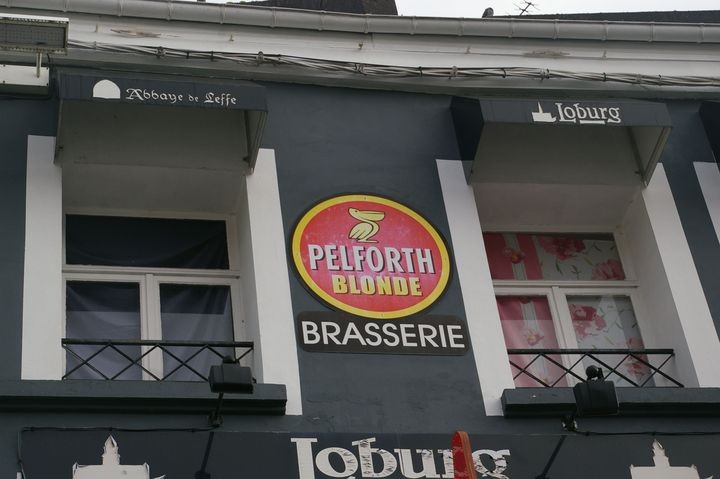 Abbaye de Leffe
Joburg
PELFORTH
BLONDE
BRASSERIE
Joburg